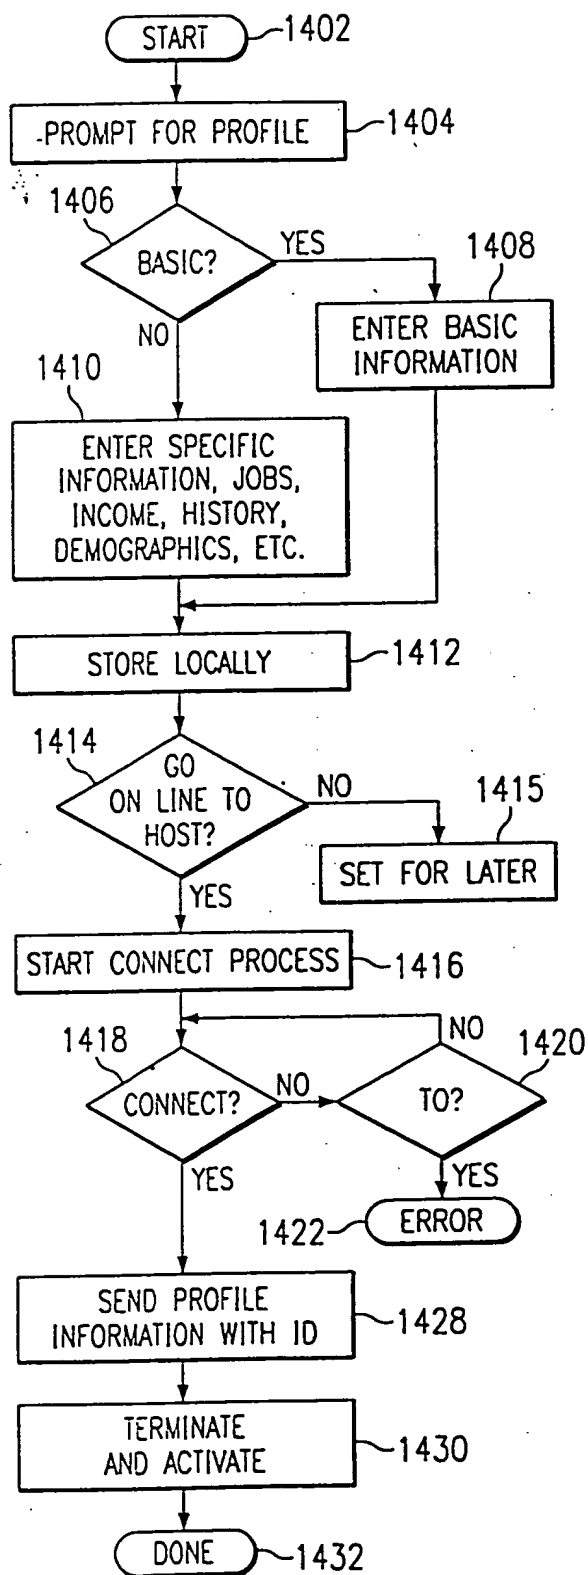 START
1402
PROMPT FOR PROFILE
1404
1406
BASIC?
YES
NO
1408
ENTER BASIC
INFORMATION
1410
ENTER SPECIFIC
INFORMATION, JOBS,
INCOME, HISTORY,
DEMOGRAPHICS, ETC.
STORE LOCALLY
1412
1414
GO
ON LINE TO
HOST?
NO
YES
1415
SET FOR LATER
START CONNECT PROCESS
1416
1418
CONNECT?
NO
YES
1420
TO?
NO
YES
1422
ERROR
SEND PROFILE
INFORMATION WITH ID
1428
TERMINATE
AND ACTIVATE
1430
DONE
1432